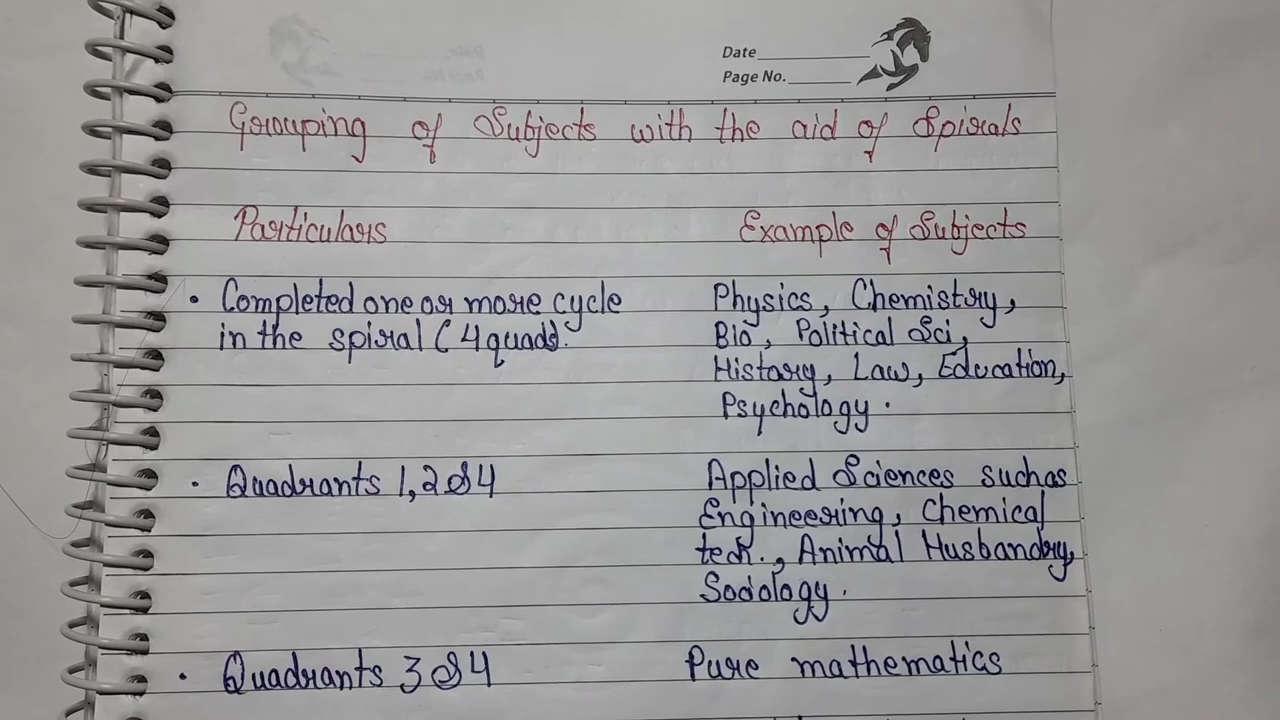 Date
Page No.
Grouping of Subjects with the aid of Spirals
Particulars Example of Subjects
• Completed one or more cycle Physics, Chemistry,
in the spiral (4 quads). Bio, Political Sci,
History, Law, Education,
Psychology.
• Quadrants 1, 2 & 4 Applied Sciences such as
Engineering, Chemical
tech., Animal Husbandry,
Sociology.
• Quadrants 3 & 4 Pure mathematics